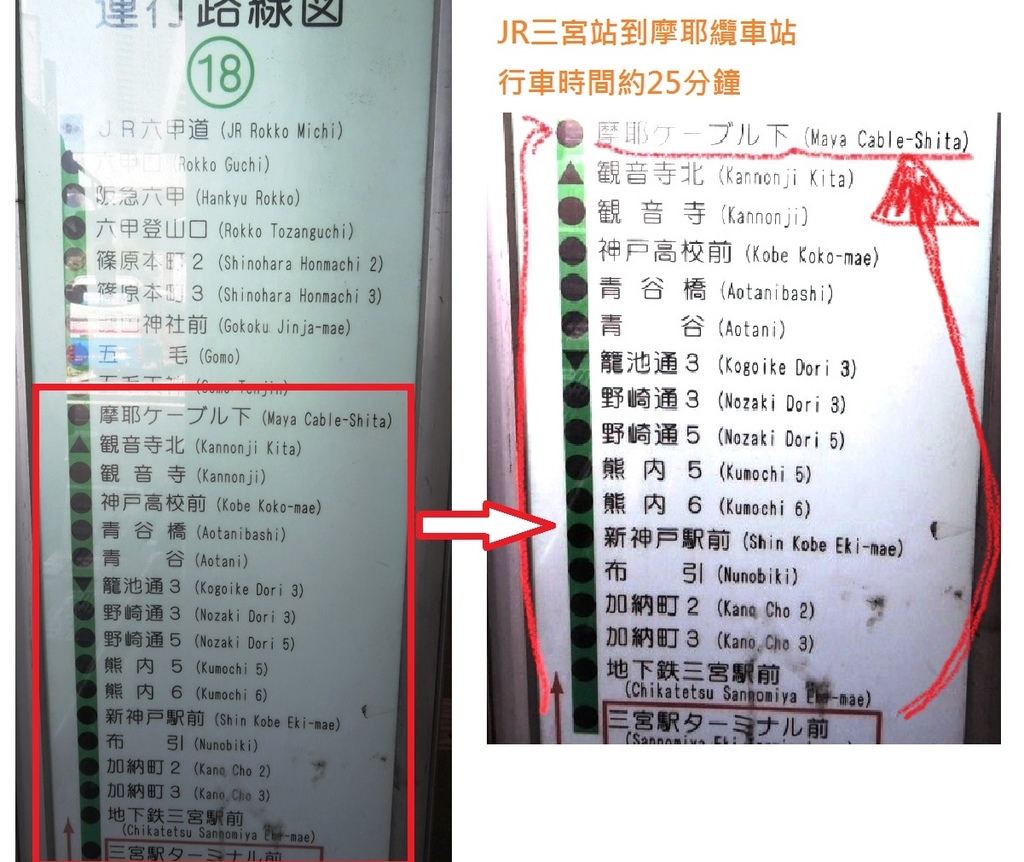 運行路線図
18
JR六甲道 (JR Rokko Michi)
六甲口 (Rokko Guchi)
阪急六甲 (Hankyu Rokko)
六甲登山口 (Rokko Tozanguchi)
篠原本町2 (Shinohara Honmachi 2)
篠原本町3 (Shinohara Honmachi 3)
護国神社前 (Gokoku Jinja-mae)
五毛 (Gomo)
五毛天神 (Gomo Tenjin)
摩耶ケーブル下 (Maya Cable-Shita)
観音寺北 (Kannonji Kita)
観音寺 (Kannonji)
神戸高校前 (Kobe Koko-mae)
青谷橋 (Aotanibashi)
青谷 (Aotani)
籠池通3 (Kogoike Dori 3)
野崎通3 (Nozaki Dori 3)
野崎通5 (Nozaki Dori 5)
熊内5 (Kumochi 5)
熊内6 (Kumochi 6)
新神戸駅前 (Shin Kobe Eki-mae)
布引 (Nunobiki)
加納町2 (Kano Cho 2)
加納町3 (Kano Cho 3)
地下鉄三宮駅前
(Chikatetsu Sannomiya Eki-mae)
三宮駅ターミナル前
JR三宮站到摩耶纜車站
行車時間約25分鐘
摩耶ケーブル下 (Maya Cable-Shita)
観音寺北 (Kannonji Kita)
観音寺 (Kannonji)
神戸高校前 (Kobe Koko-mae)
青谷橋 (Aotanibashi)
青谷 (Aotani)
籠池通3 (Kogoike Dori 3)
野崎通3 (Nozaki Dori 3)
野崎通5 (Nozaki Dori 5)
熊内5 (Kumochi 5)
熊内6 (Kumochi 6)
新神戸駅前 (Shin Kobe Eki-mae)
布引 (Nunobiki)
加納町2 (Kano Cho 2)
加納町3 (Kano Cho 3)
地下鉄三宮駅前
(Chikatetsu Sannomiya Eki-mae)
三宮駅ターミナル前